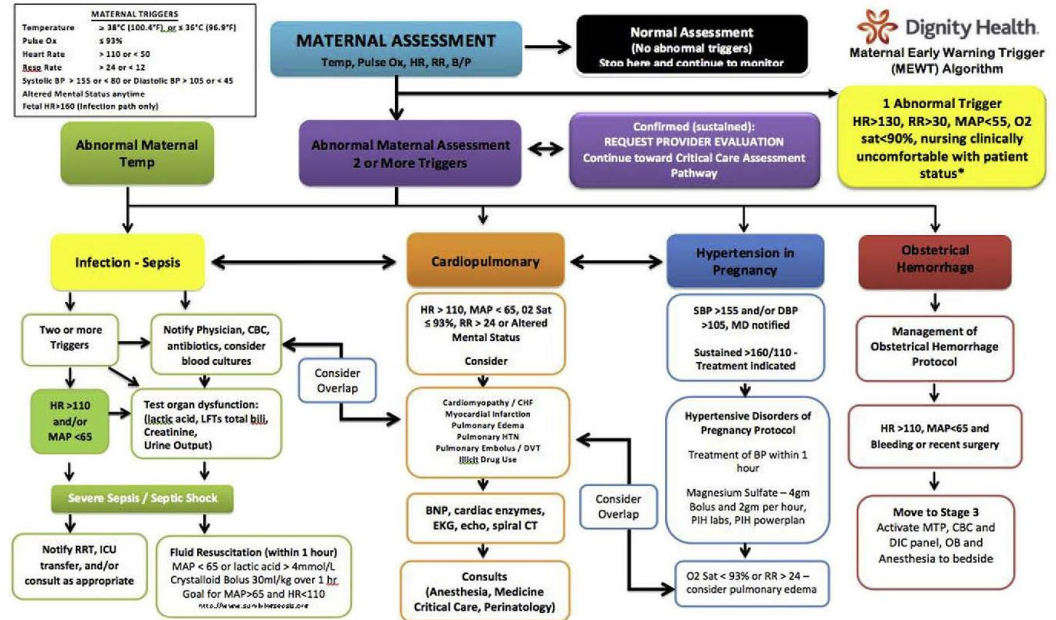 MATERNAL TRIGGERS
Temperature ≥ 38°C (100.4°F), or ≤ 36°C (96.9°F)
Pulse Ox ≤ 93%
Heart Rate > 110 or < 50
Resp Rate > 24 or < 12
Systolic BP > 155 or < 80 or Diastolic BP > 105 or < 45
Altered Mental Status anytime
Fetal HR>160 (Infection path only)
MATERNAL ASSESSMENT
Temp, Pulse Ox, HR, RR, B/P
Normal Assessment
(No abnormal triggers)
Stop here and continue to monitor
Dignity Health.
Maternal Early Warning Trigger
(MEWT) Algorithm
Abnormal Maternal
Temp
Abnormal Maternal Assessment
2 or More Triggers
Confirmed (sustained):
REQUEST PROVIDER EVALUATION
Continue toward Critical Care Assessment
Pathway
1 Abnormal Trigger
HR>130, RR>30, MAP<55, O2
sat<90%, nursing clinically
uncomfortable with patient
status*
Infection - Sepsis
Cardiopulmonary
Hypertension in
Pregnancy
Obstetrical
Hemorrhage
Two or more
Triggers
Notify Physician, CBC,
antibiotics, consider
blood cultures
HR >110
and/or
MAP <65
Test organ dysfunction:
(lactic acid, LFTs total bili,
Creatinine,
Urine Output)
Severe Sepsis / Septic Shock
Notify RRT, ICU
transfer, and/or
consult as appropriate
Fluid Resuscitation (within 1 hour)
MAP < 65 or lactic acid > 4mmol/L
Crystalloid Bolus 30ml/kg over 1 hr
Goal for MAP>65 and HR<110
Consider
Overlap
HR > 110, MAP < 65, 02 Sat
≤ 93%, RR > 24 or Altered
Mental Status
Consider
Cardiomyopathy / CHF
Myocardial Infarction
Pulmonary Edema
Pulmonary HTN
Pulmonary Embolus / DVT
Illicit Drug Use
BNP, cardiac enzymes,
EKG, echo, spiral CT
Consults
(Anesthesia, Medicine
Critical Care, Perinatology)
Consider
Overlap
SBP >155 and/or DBP
>105, MD notified
Sustained >160/110 -
Treatment indicated
Hypertensive Disorders of
Pregnancy Protocol
Treatment of BP within 1
hour
Magnesium Sulfate – 4gm
Bolus and 2gm per hour,
PIH labs, PIH powerplan
O2 Sat < 93% or RR > 24 –
consider pulmonary edema
Management of
Obstetrical Hemorrhage
Protocol
HR >110, MAP<65 and
Bleeding or recent surgery
Move to Stage 3
Activate MTP, CBC and
DIC panel, OB and
Anesthesia to bedside